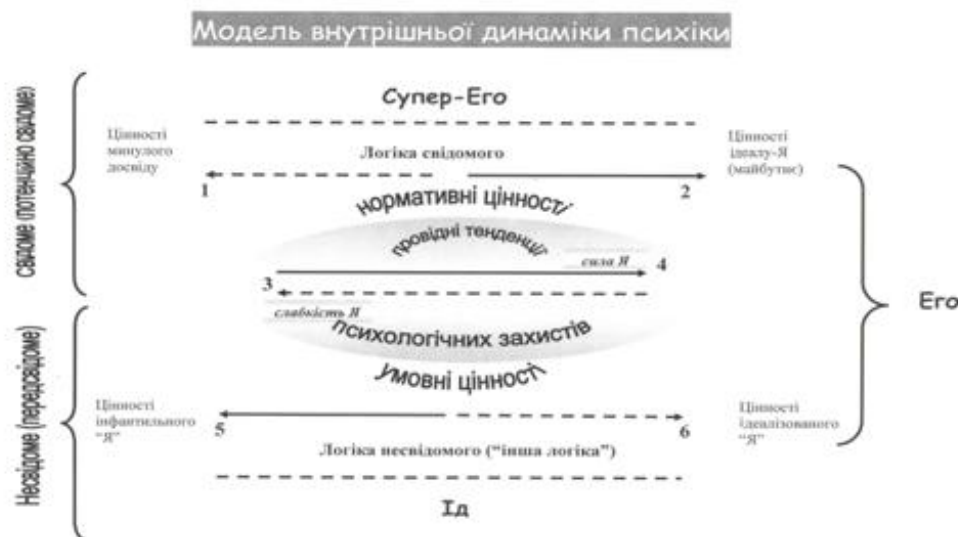 Модель внутрішньої динаміки психіки
свідоме (потенційно свідоме)
Супер-Его
Цінності
минулого
досвіду
Логіка свідомого
Цінності
ідеалу-Я
(майбутнє)
1
2
нормативні цінності
провідні тенденції
сила Я
3
4
слабкість Я
психологічних захистів
умовні цінності
Его
Несвідоме (передсвідоме)
Цінності
інфантильного
"Я"
5
6
Цінності
ідеалізованого
"Я"
Логіка несвідомого ("інша логіка")
Ід